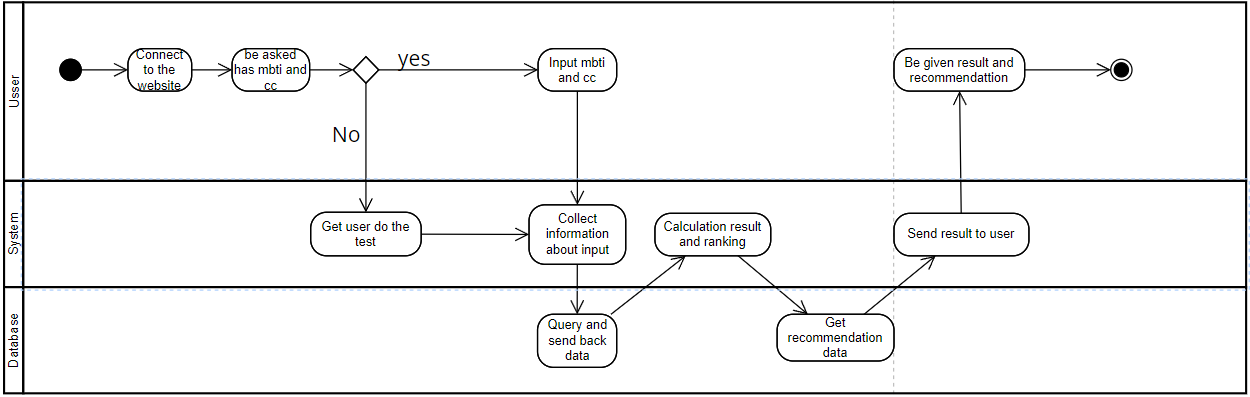 Usser
Connect
to the
website
be asked
has mbti and
cc
yes
No
Input mbti
and cc
Be given result and
recommendattion
System
Get user do the
test
Collect
information
about input
Calculation result
and ranking
Send result to user
Database
Query and
send back
data
Get
recommendation
data